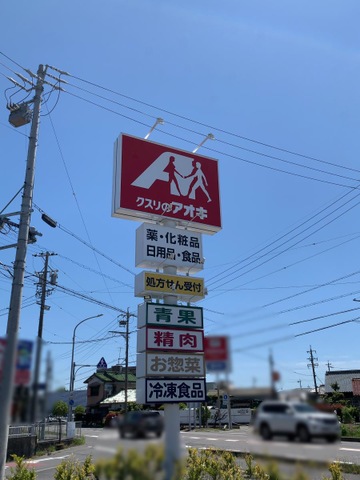 クスリのアオキ
薬・化粧品
日用品・食品
処方せん受付
青果
精肉
お惣菜
冷凍食品